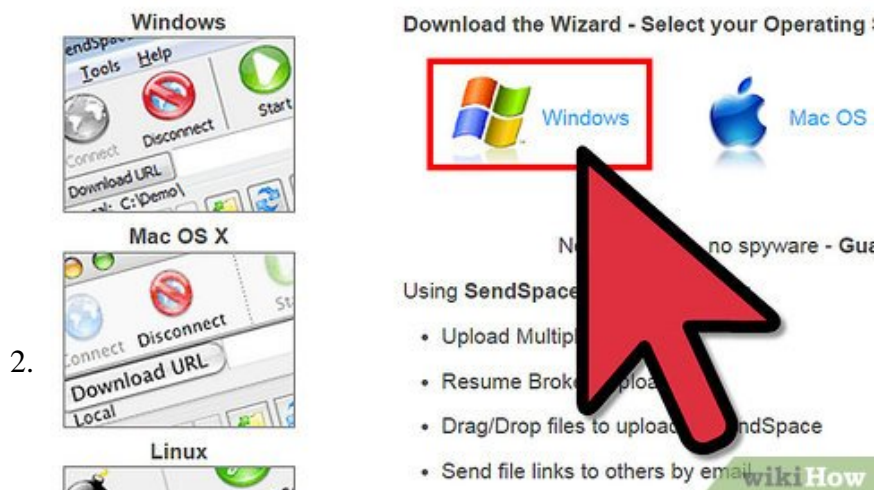 Windows
SendSpace
Tools Help
Connect
Disconnect
Start
Download URL
Local: C:\Demo\
Mac OS X
Connect
Disconnect
Download URL
Local
2.
Linux
Download the Wizard - Select your Operating S
Windows
Mac OS
no spyware - Gua
Using SendSpace
Upload Multipl
Resume Broke
Drag/Drop files to upload
Send file links to others by email
wikiHow